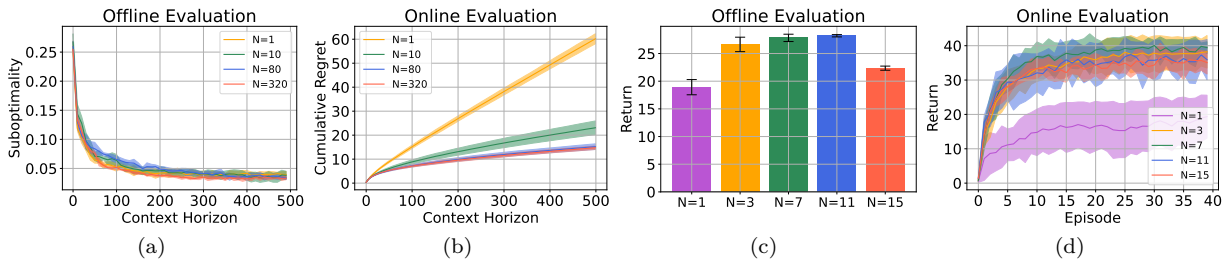 Offline Evaluation
Suboptimality
0.25
0.20
0.15
0.10
0.05
N=1
N=10
N=80
N=320
0 100 200 300 400 500
Context Horizon
(a)
Online Evaluation
Cumulative Regret
60
50
40
30
20
10
0
N=1
N=10
N=80
N=320
0 100 200 300 400 500
Context Horizon
(b)
Offline Evaluation
Return
25
20
15
10
5
0
N=1 N=3 N=7 N=11 N=15
(c)
Online Evaluation
Return
40
30
20
10
0
N=1
N=3
N=7
N=11
N=15
0 5 10 15 20 25 30 35 40
Episode
(d)